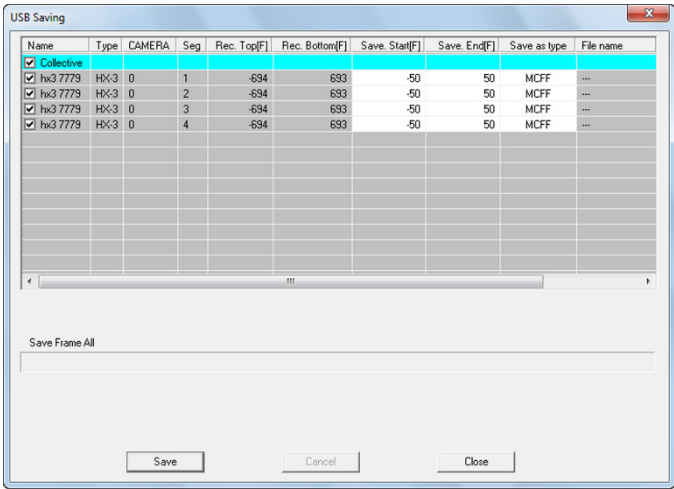 USB Saving
Name Type CAMERA Seg Rec. Top[F] Rec. Bottom[F] Save. Start[F] Save. End[F] Save as type File name
Collective
hx3 7779 HX-3 0 1 -694 693 -50 50 MCFF ---
hx3 7779 HX-3 0 2 -694 693 -50 50 MCFF ---
hx3 7779 HX-3 0 3 -694 693 -50 50 MCFF ---
hx3 7779 HX-3 0 4 -694 693 -50 50 MCFF ---
Save Frame All
Save Cancel Close